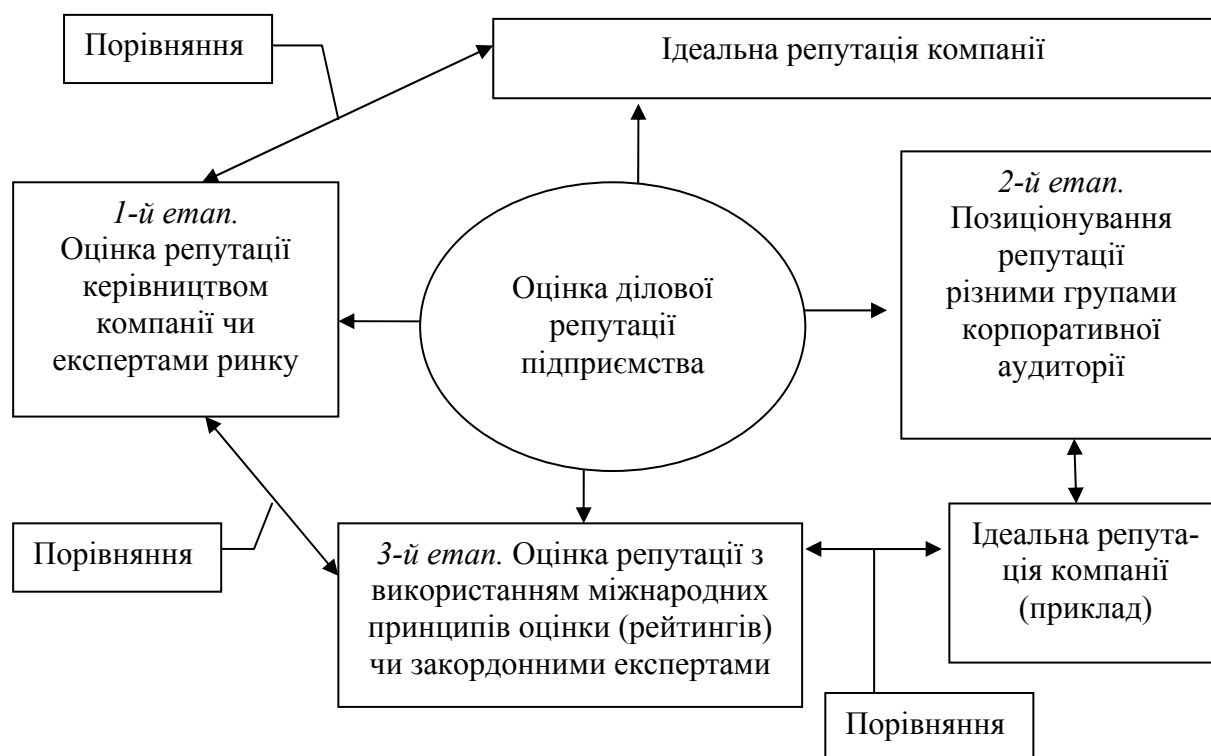 Порівняння
Ідеальна репутація компанії
1-й етап.
Оцінка репутації
керівництвом
компанії чи
експертами ринку
Оцінка ділової
репутації
підприємства
2-й етап.
Позиціонування
репутації
різними групами
корпоративної
аудиторії
Порівняння
3-й етап. Оцінка репутації з
використанням міжнародних
принципів оцінки (рейтингів)
чи закордонними експертами
Ідеальна репута-
ція компанії
(приклад)
Порівняння